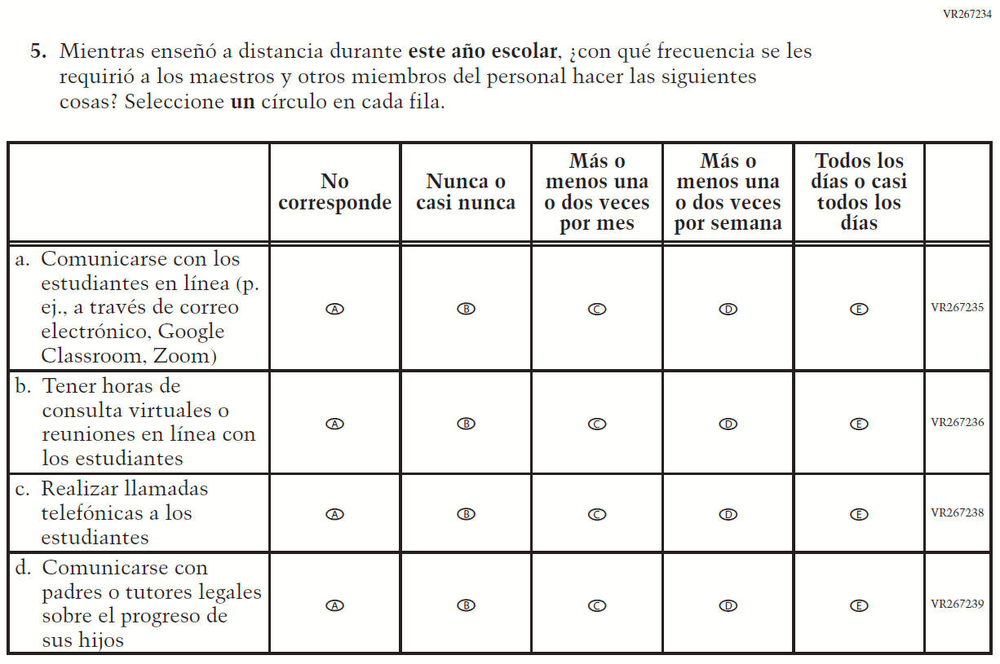 VR267234
5. Mientras enseñó a distancia durante este año escolar, ¿con qué frecuencia se les
requirió a los maestros y otros miembros del personal hacer las siguientes
cosas? Seleccione un círculo en cada fila.
No
corresponde
Nunca o
casi nunca
Más o
menos una
o dos veces
por mes
Más o
menos una
o dos veces
por semana
Todos los
días o casi
todos los
días
a. Comunicarse con los
estudiantes en línea (p.
ej., a través de correo
electrónico, Google
Classroom, Zoom)
A B C D E VR267235
b. Tener horas de
consulta virtuales o
reuniones en línea con
los estudiantes
A B C D E VR267236
c. Realizar llamadas
telefónicas a los
estudiantes
A B C D E VR267238
d. Comunicarse con
padres o tutores legales
sobre el progreso de
sus hijos
A B C D E VR267239